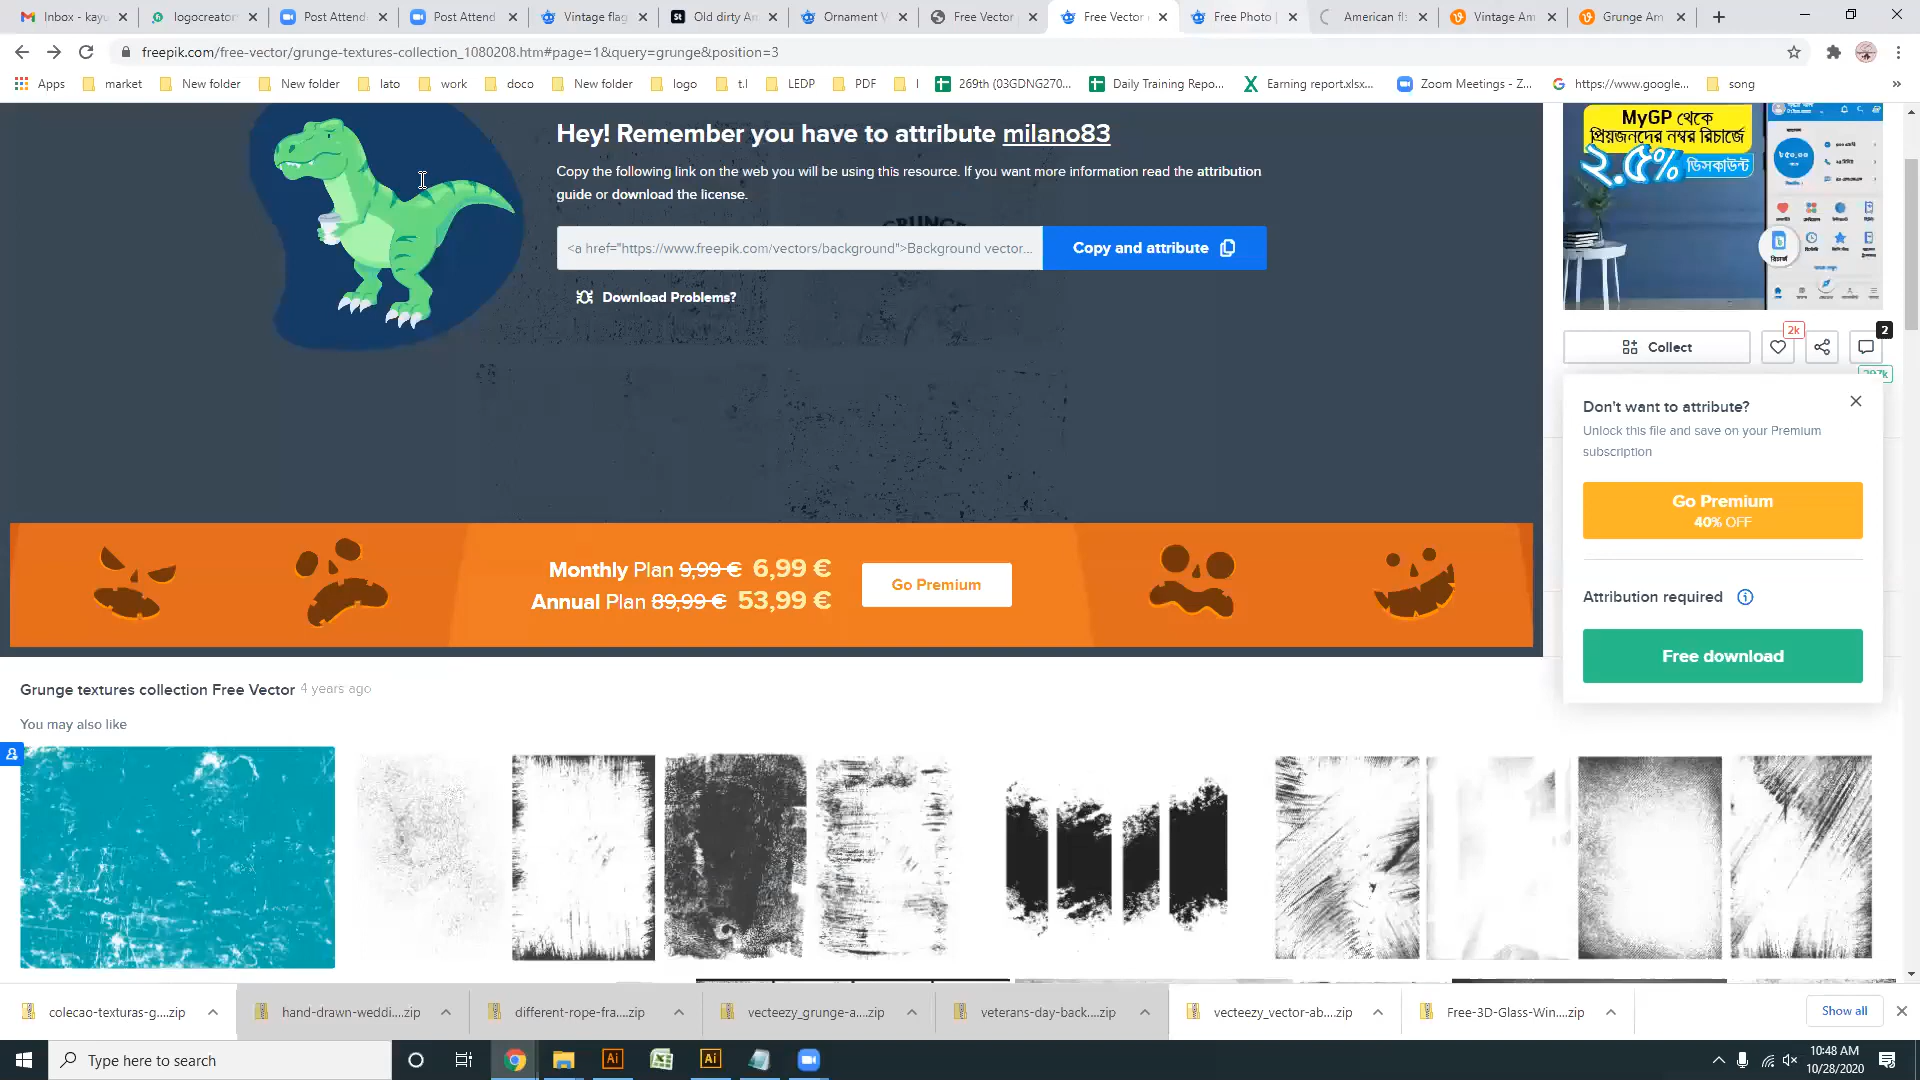 Inbox - kayu
logocreator
Post Attend
Post Attend
Vintage flag
Old dirty Am
Ornament V
Free Vector
Free Vector
Free Photo
American fl
Vintage Am
Grunge Am
freepik.com/free-vector/grunge-textures-collection_1080208.htm#page=1&query=grunge&position=3
Apps
market
New folder
New folder
lato
work
doco
New folder
logo
t.l
LEDP
PDF
l
269th (03GDNG270...
Daily Training Repo...
Earning report.xlsx...
Zoom Meetings - Z...
https://www.google...
song
»
Hey! Remember you have to attribute milano83
Copy the following link on the web you will be using this resource. If you want more information read the attribution
guide or download the license.
<a href="https://www.freepik.com/vectors/background">Background vector...
Copy and attribute
Download Problems?
MyGP থেকে
প্রিয়জনদের নম্বর রিচার্জে
২.৫% ডিসকাউন্ট
Collect
2k
2
Don't want to attribute?
Unlock this file and save on your Premium
subscription
Go Premium
40% OFF
Attribution required
Free download
Monthly Plan 9,99 € 6,99 €
Annual Plan 89,99 € 53,99 €
Go Premium
Grunge textures collection Free Vector 4 years ago
You may also like
colecao-texturas-g....zip
hand-drawn-weddi....zip
different-rope-fra....zip
vecteezy_grunge-a....zip
veterans-day-back....zip
vecteezy_vector-ab....zip
Free-3D-Glass-Win....zip
Show all
Type here to search
10:48 AM
10/28/2020